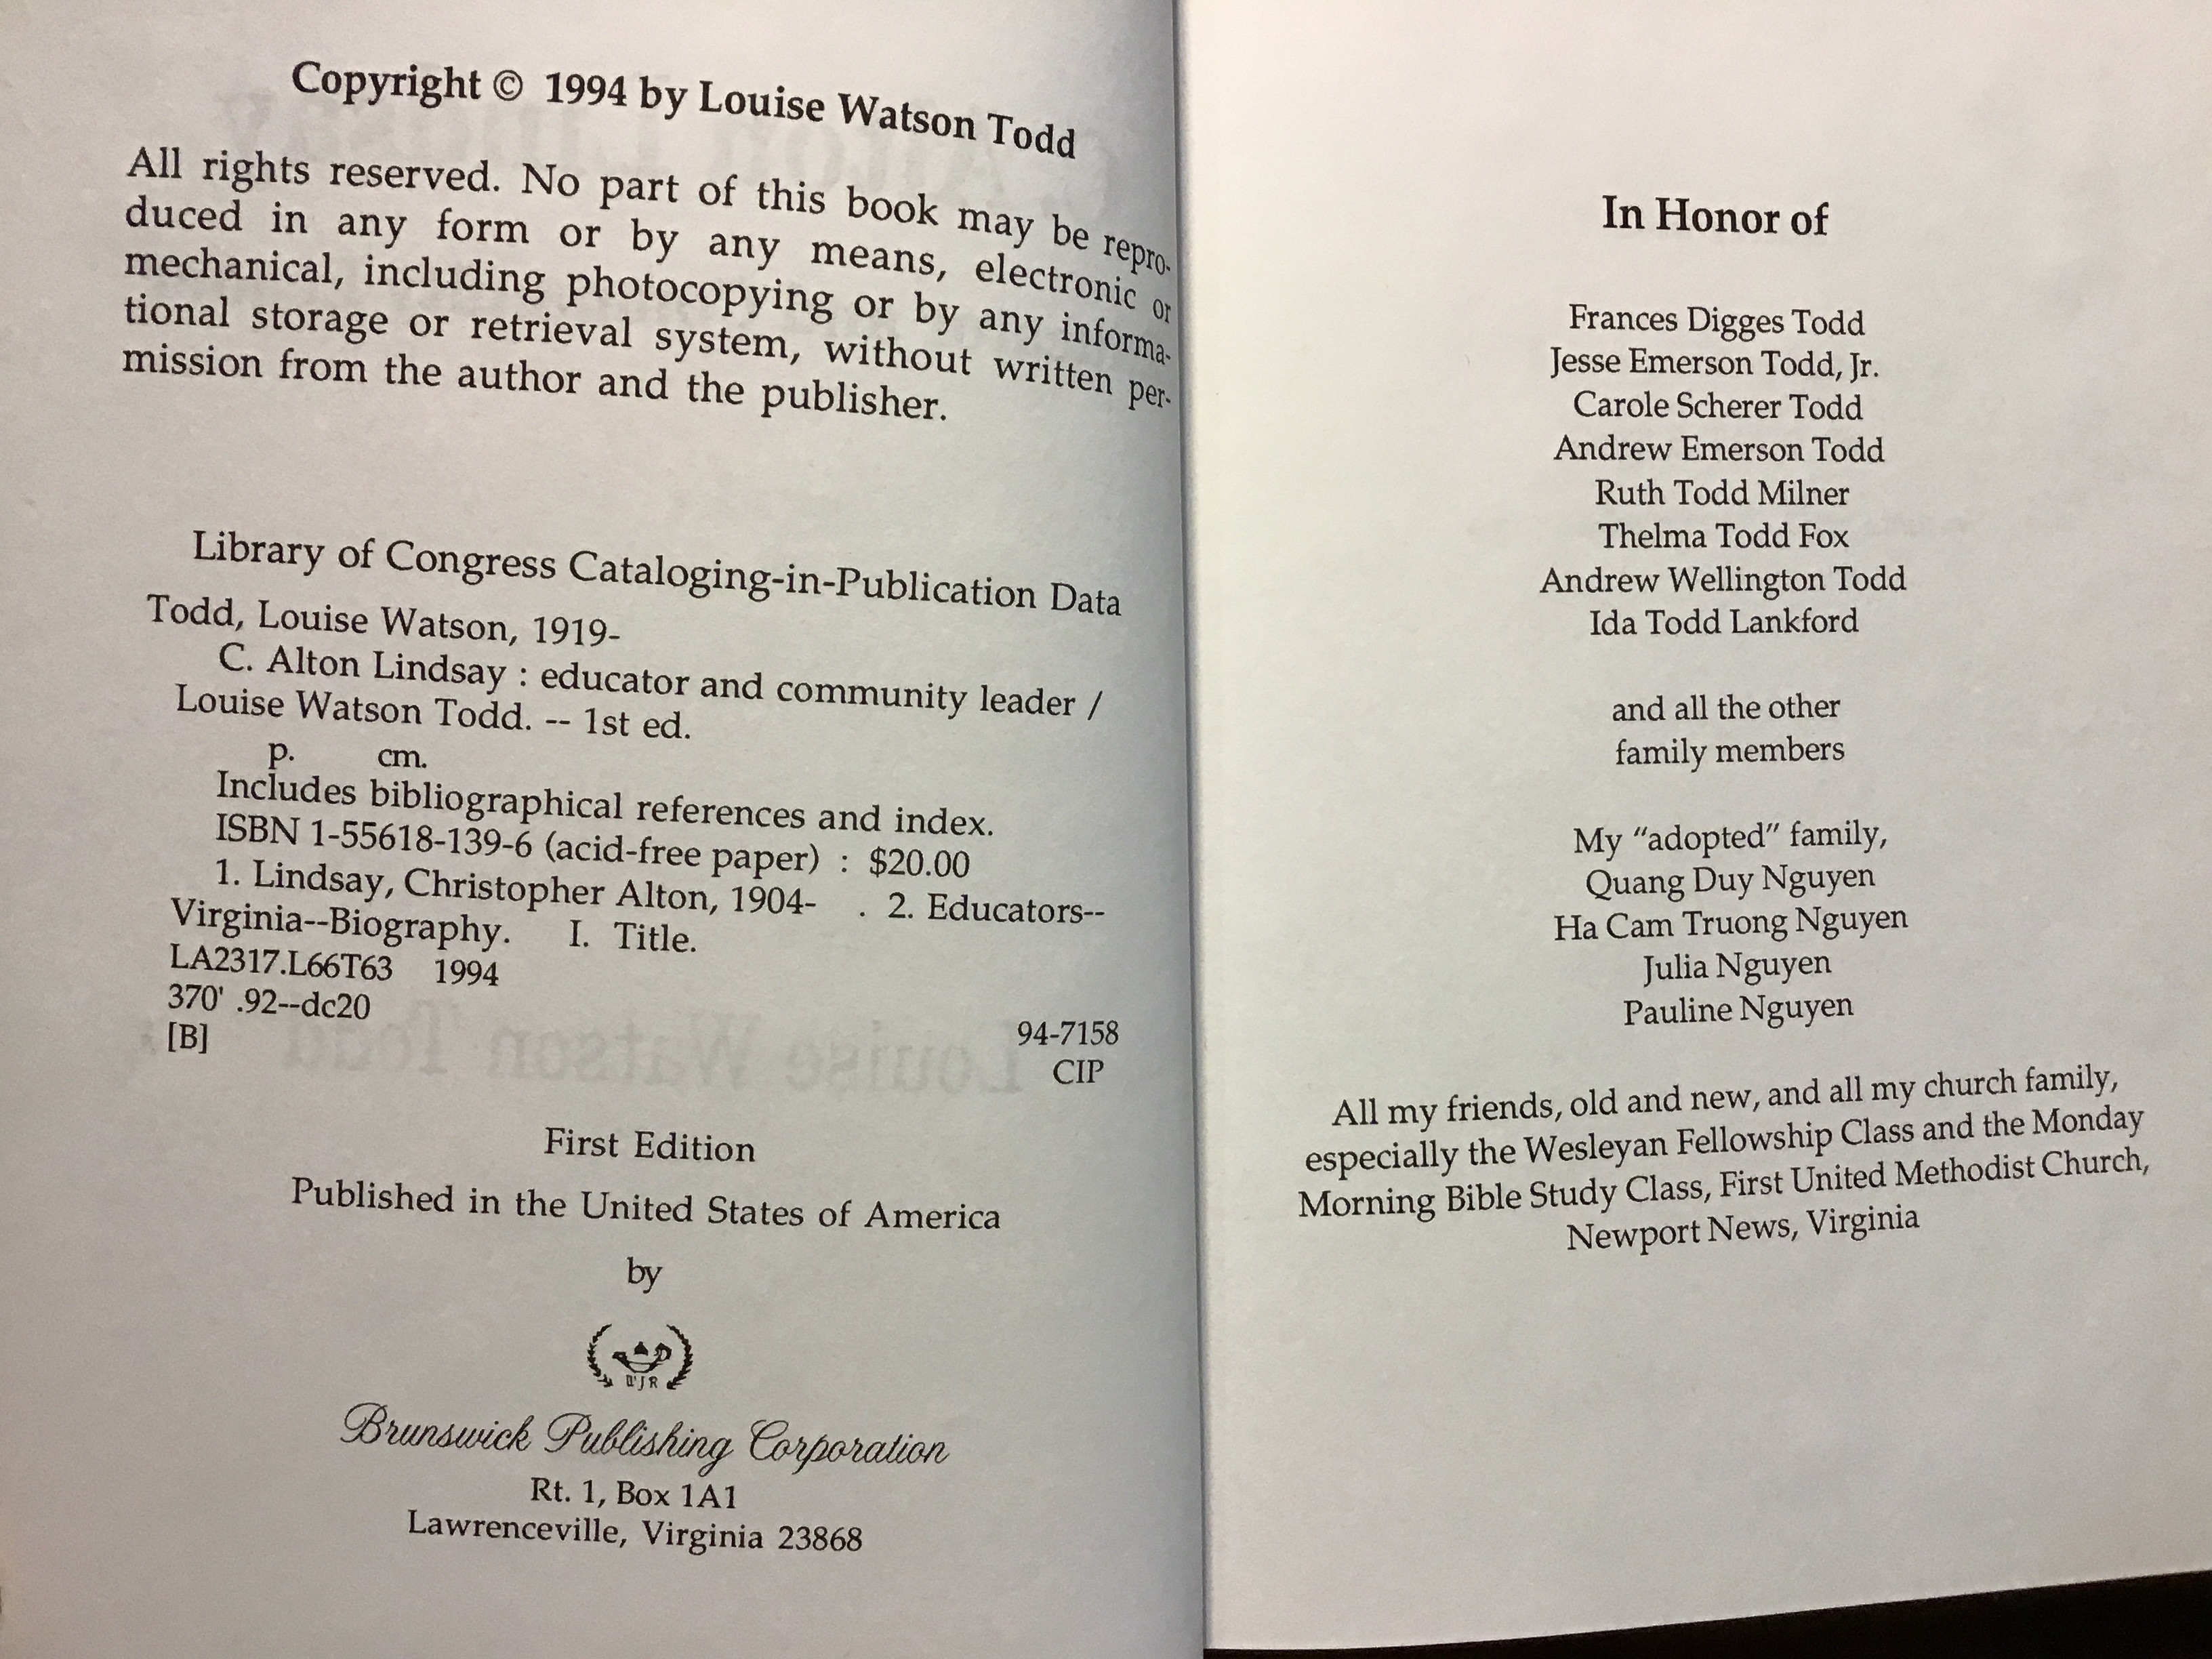 Copyright © 1994 by Louise Watson Todd
All rights reserved. No part of this book may be repro-
duced in any form or by any means, electronic or
mechanical, including photocopying or by any informa-
tional storage or retrieval system, without written per-
mission from the author and the publisher.
Library of Congress Cataloging-in-Publication Data
Todd, Louise Watson, 1919-
C. Alton Lindsay : educator and community leader /
Louise Watson Todd. -- 1st ed.
p. cm.
Includes bibliographical references and index.
ISBN 1-55618-139-6 (acid-free paper) : $20.00
1. Lindsay, Christopher Alton, 1904- . 2. Educators--
Virginia--Biography. I. Title.
LA2317.L66T63 1994
370' .92--dc20
[B]
94-7158
CIP
First Edition
Published in the United States of America
by
Brunswick Publishing Corporation
Rt. 1, Box 1A1
Lawrenceville, Virginia 23868
In Honor of
Frances Digges Todd
Jesse Emerson Todd, Jr.
Carole Scherer Todd
Andrew Emerson Todd
Ruth Todd Milner
Thelma Todd Fox
Andrew Wellington Todd
Ida Todd Lankford
and all the other
family members
My “adopted” family,
Quang Duy Nguyen
Ha Cam Truong Nguyen
Julia Nguyen
Pauline Nguyen
All my friends, old and new, and all my church family,
especially the Wesleyan Fellowship Class and the Monday
Morning Bible Study Class, First United Methodist Church,
Newport News, Virginia